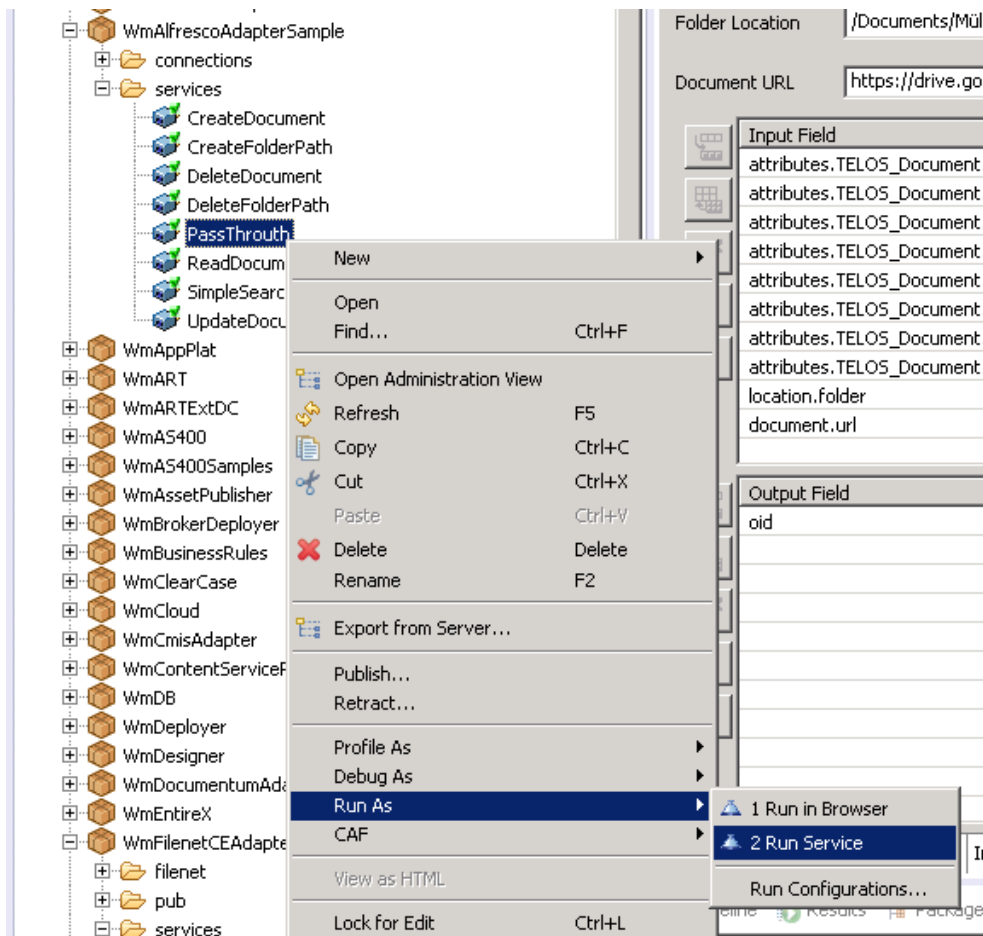 WmAlfrescoAdapterSample
connections
services
CreateDocument
CreateFolderPath
DeleteDocument
DeleteFolderPath
PassThrouth
ReadDocum
SimpleSearc
UpdateDocu
WmAppPlat
WmART
WmARTExtDC
WmAS400
WmAS400Samples
WmAssetPublisher
WmBrokerDeployer
WmBusinessRules
WmClearCase
WmCloud
WmCmisAdapter
WmContentServiceP
WmDB
WmDeployer
WmDesigner
WmDocumentumAda
WmEntireX
WmFilenetCEAdapte
filenet
pub
services
New
Open
Find... Ctrl+F
Open Administration View
Refresh F5
Copy Ctrl+C
Cut Ctrl+X
Paste Ctrl+V
Delete Delete
Rename F2
Export from Server...
Publish...
Retract...
Profile As
Debug As
Run As
CAF
View as HTML
Lock for Edit Ctrl+L
1 Run in Browser
2 Run Service
Run Configurations...
Folder Location /Documents/Mül
Document URL https://drive.go
Input Field
attributes.TELOS_Document
attributes.TELOS_Document
attributes.TELOS_Document
attributes.TELOS_Document
attributes.TELOS_Document
attributes.TELOS_Document
attributes.TELOS_Document
attributes.TELOS_Document
location.folder
document.url
Output Field
oid
Results Package